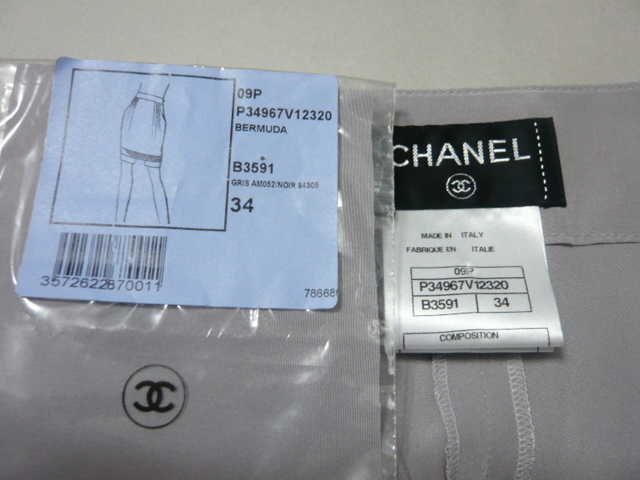 09P
P34967V12320
BERMUDA
B3591
GRIS AM052/NOIR 94305
34
3572622870011
78668
CHANEL
MADE IN ITALY
FABRIQUE EN ITALIE
09P
P34967V12320
B3591 34
COMPOSITION